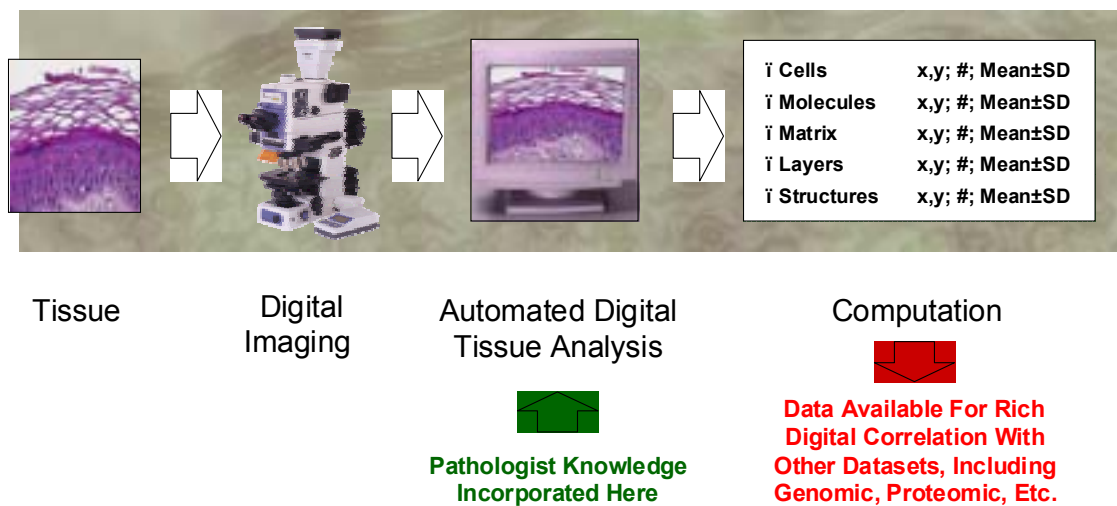 ï Cells x,y; #; Mean±SD
ï Molecules x,y; #; Mean±SD
ï Matrix x,y; #; Mean±SD
ï Layers x,y; #; Mean±SD
ï Structures x,y; #; Mean±SD
Tissue
Digital
Imaging
Automated Digital
Tissue Analysis
Computation
Pathologist Knowledge
Incorporated Here
Data Available For Rich
Digital Correlation With
Other Datasets, Including
Genomic, Proteomic, Etc.